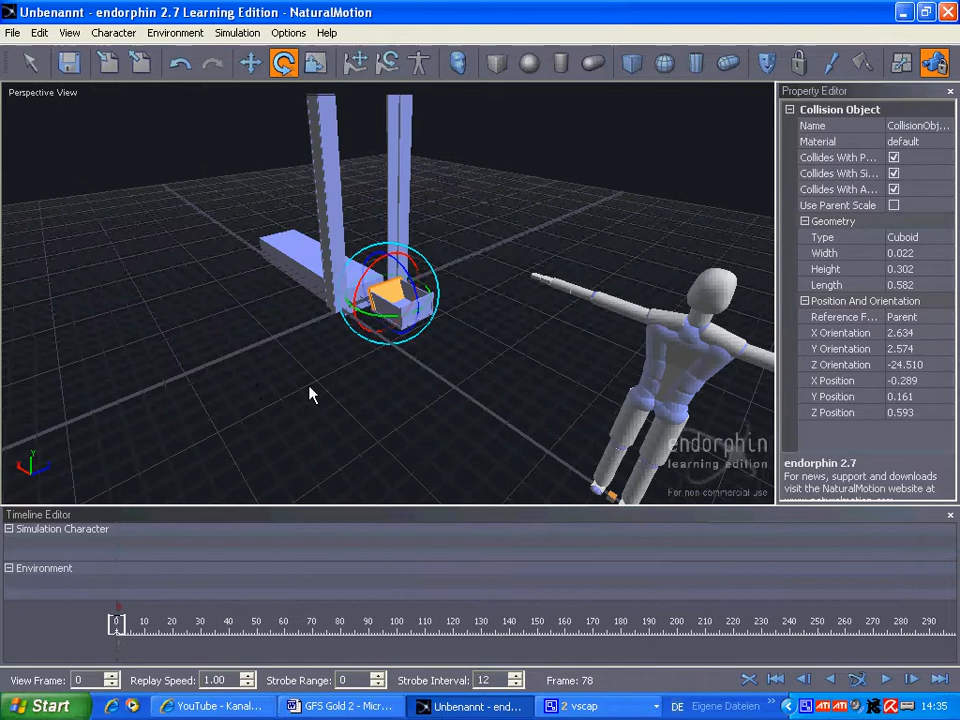 Unbenannt - endorphin 2.7 Learning Edition - NaturalMotion
File Edit View Character Environment Simulation Options Help
Perspective View
Property Editor
Collision Object
Name CollisionObj...
Material default
Collides With P...
Collides With Si...
Collides With A...
Use Parent Scale
Geometry
Type Cuboid
Width 0.022
Height 0.302
Length 0.582
Position And Orientation
Reference F... Parent
X Orientation 2.634
Y Orientation 2.574
Z Orientation -24.510
X Position -0.289
Y Position 0.161
Z Position 0.593
Y
endorphin
learning edition
For non commercial use
endorphin 2.7
For news, support and downloads
visit the NaturalMotion website at
Timeline Editor
Simulation Character
Environment
0 10 20 30 40 50 60 70 80 90 100 110 120 130 140 150 160 170 180 190 200 210 220 230 240 250 260 270 280 290
View Frame: 0 Replay Speed: 1.00 Strobe Range: 0 Strobe Interval: 12 Frame: 78
Start YouTube - Kanal... GFS Gold 2 - Micr... Unbenannt - end... 2 vscap DE Eigene Dateien 14:35